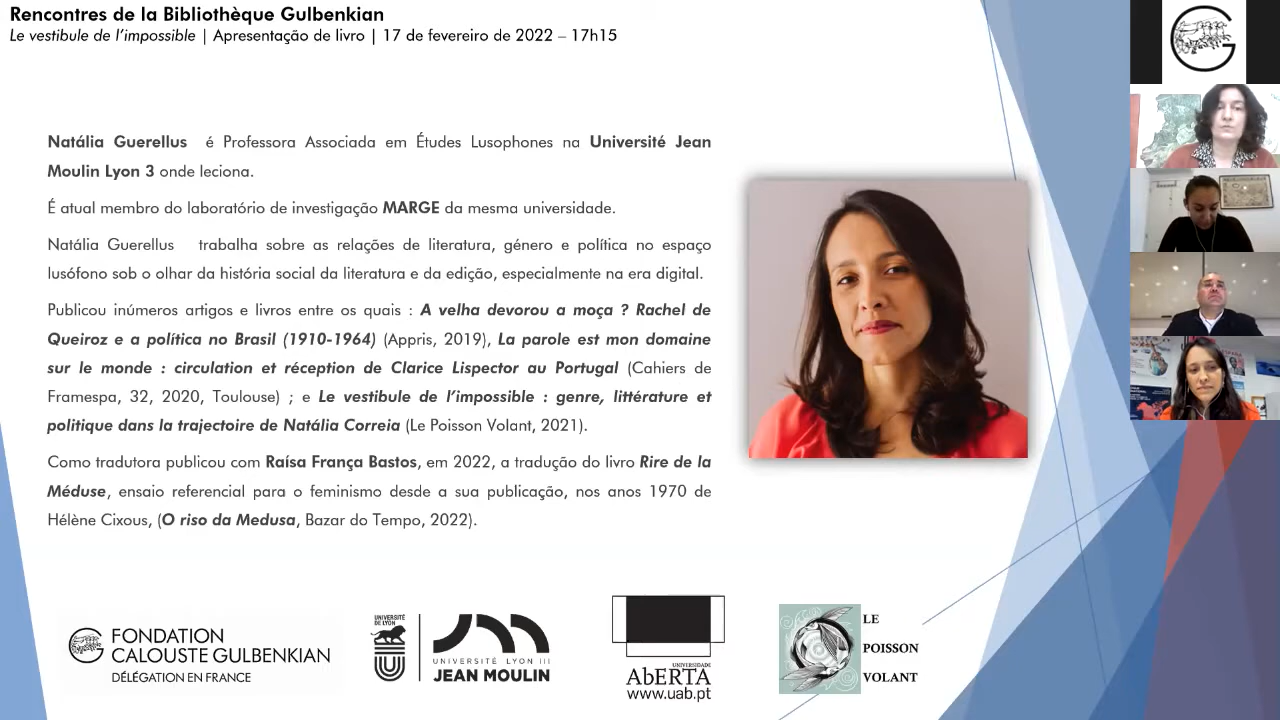 Rencontres de la Bibliothèque Gulbenkian
Le vestibule de l'impossible | Apresentação de livro | 17 de fevereiro de 2022 – 17h15
Natália Guerellus é Professora Associada em Études Lusophones na Université Jean
Moulin Lyon 3 onde leciona.
É atual membro do laboratório de investigação MARGE da mesma universidade.
Natália Guerellus trabalha sobre as relações de literatura, género e política no espaço
lusófono sob o olhar da história social da literatura e da edição, especialmente na era digital.
Publicou inúmeros artigos e livros entre os quais : A velha devorou a moça ? Rachel de
Queiroz e a política no Brasil (1910-1964) (Appris, 2019), La parole est mon domaine
sur le monde : circulation et réception de Clarice Lispector au Portugal (Cahiers de
Framespa, 32, 2020, Toulouse) ; e Le vestibule de l'impossible : genre, littérature et
politique dans la trajectoire de Natália Correia (Le Poisson Volant, 2021).
Como tradutora publicou com Raísa França Bastos, em 2022, a tradução do livro Rire de la
Méduse, ensaio referencial para o feminismo desde a sua publicação, nos anos 1970 de
Hélène Cixous, (O riso da Medusa, Bazar do Tempo, 2022).
FONDATION
CALOUSTE GULBENKIAN
DÉLÉGATION EN FRANCE
UNIVERSITÉ
DE LYON
UNIVERSITÉ LYON III
JEAN MOULIN
UNIVERSIDADE
AbERTA
www.uab.pt
LE
POISSON
VOLANT